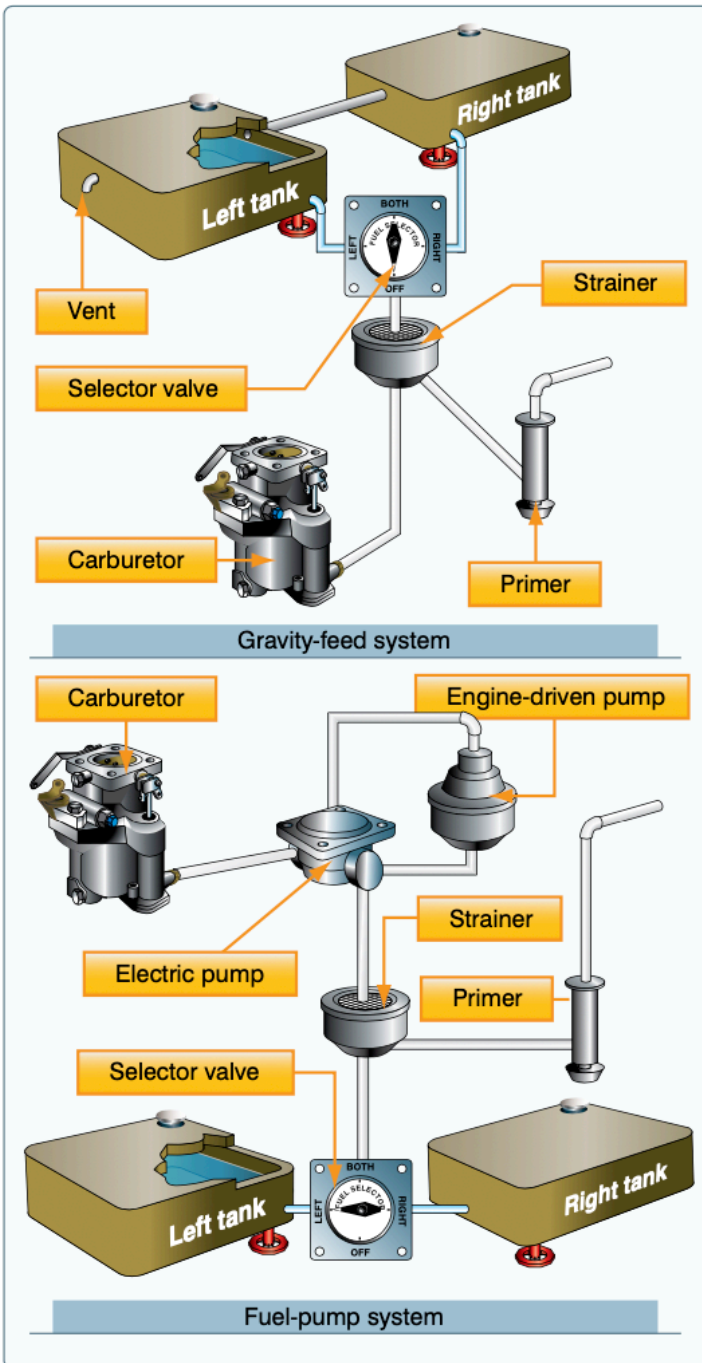 Right tank
Left tank
BOTH
LEFT
FUEL SELECTOR
RIGHT
OFF
Vent
Strainer
Selector valve
Carburetor
Primer
Gravity-feed system
Carburetor
Engine-driven pump
Strainer
Electric pump
Primer
Selector valve
Left tank
BOTH
LEFT
FUEL SELECTOR
RIGHT
OFF
Right tank
Fuel-pump system